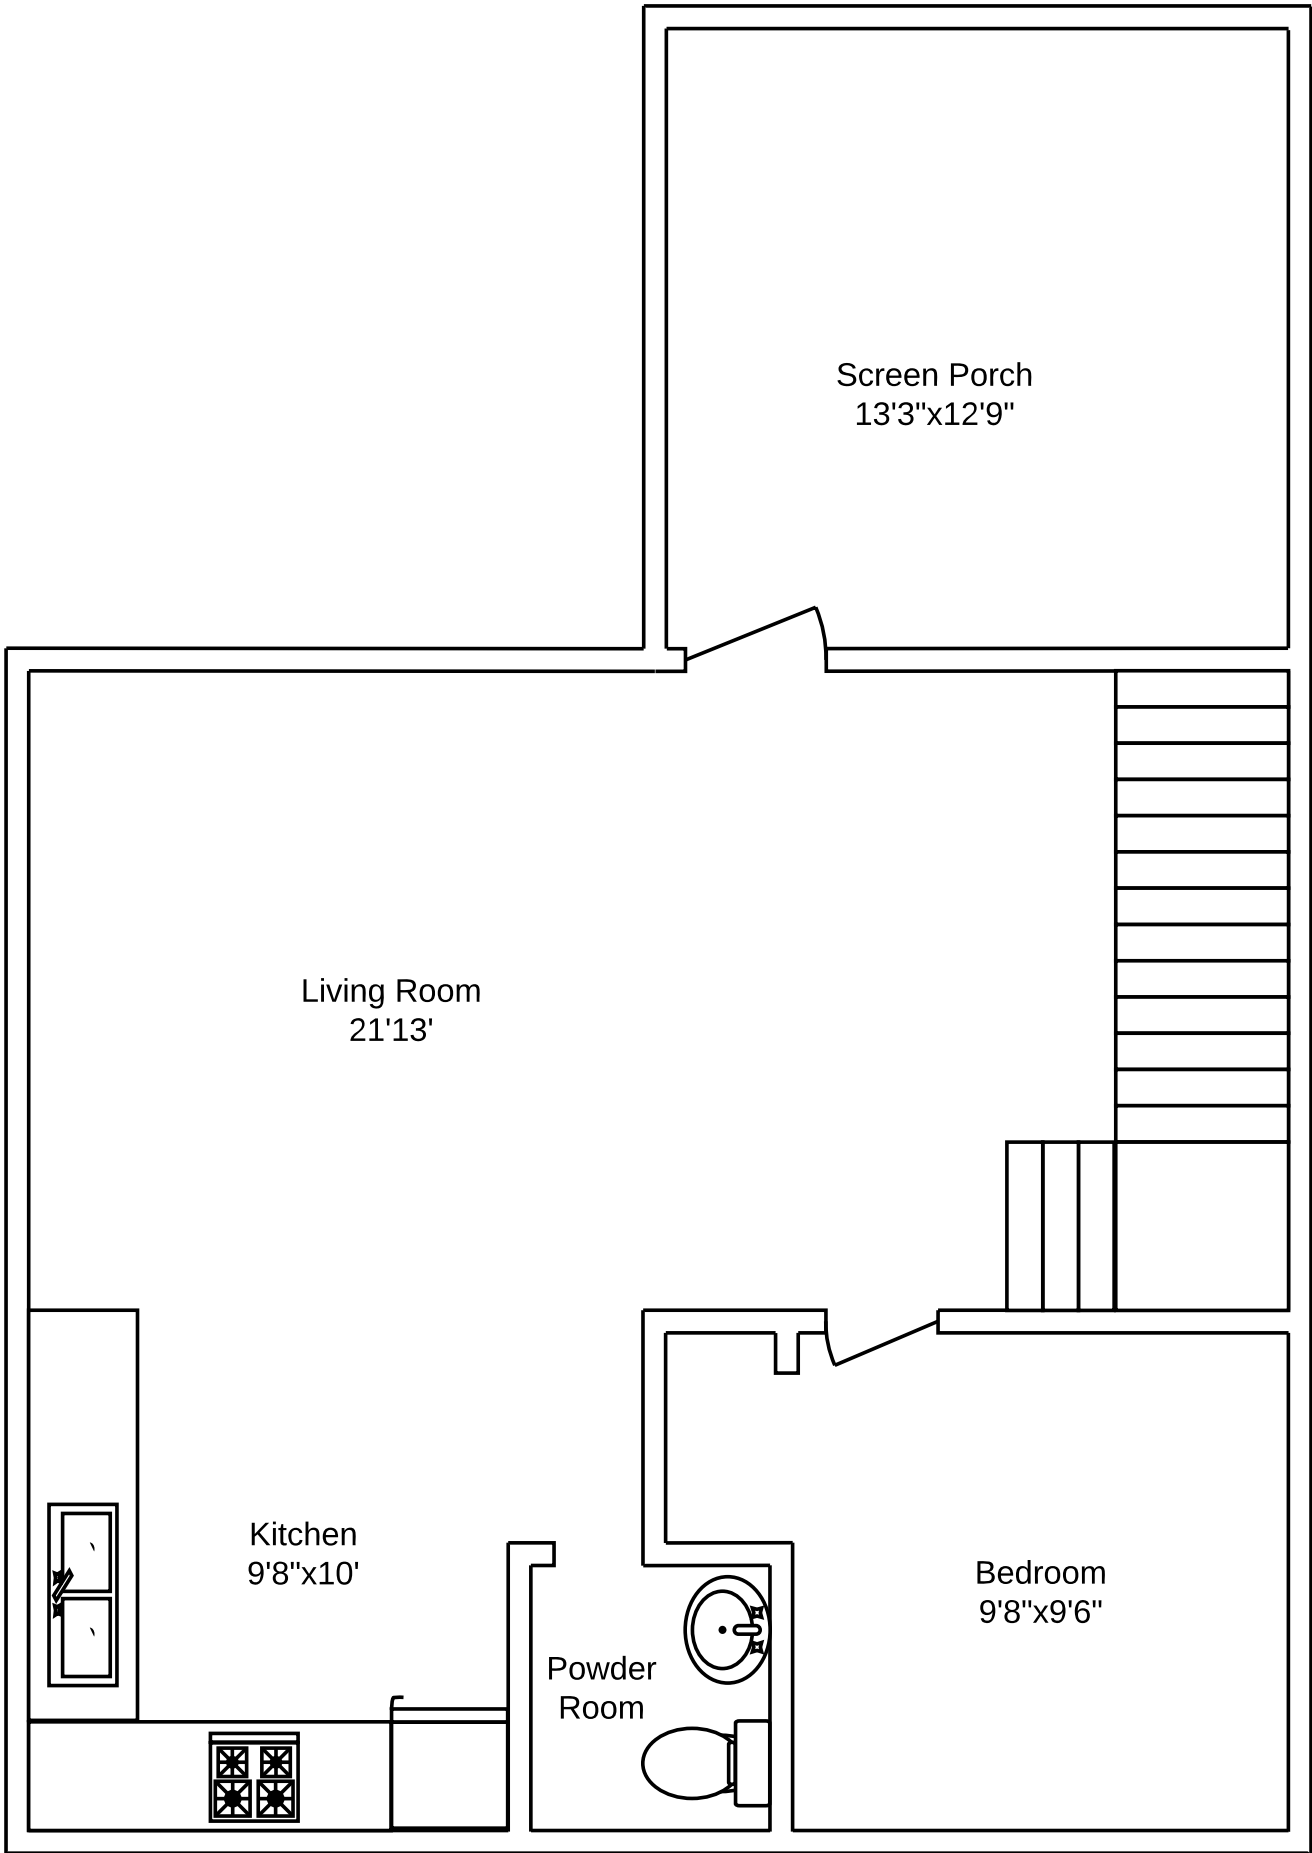 Screen Porch
13'3"x12'9"
Living Room
21'13'
Kitchen
9'8"x10'
Bedroom
9'8"x9'6"
Powder
Room